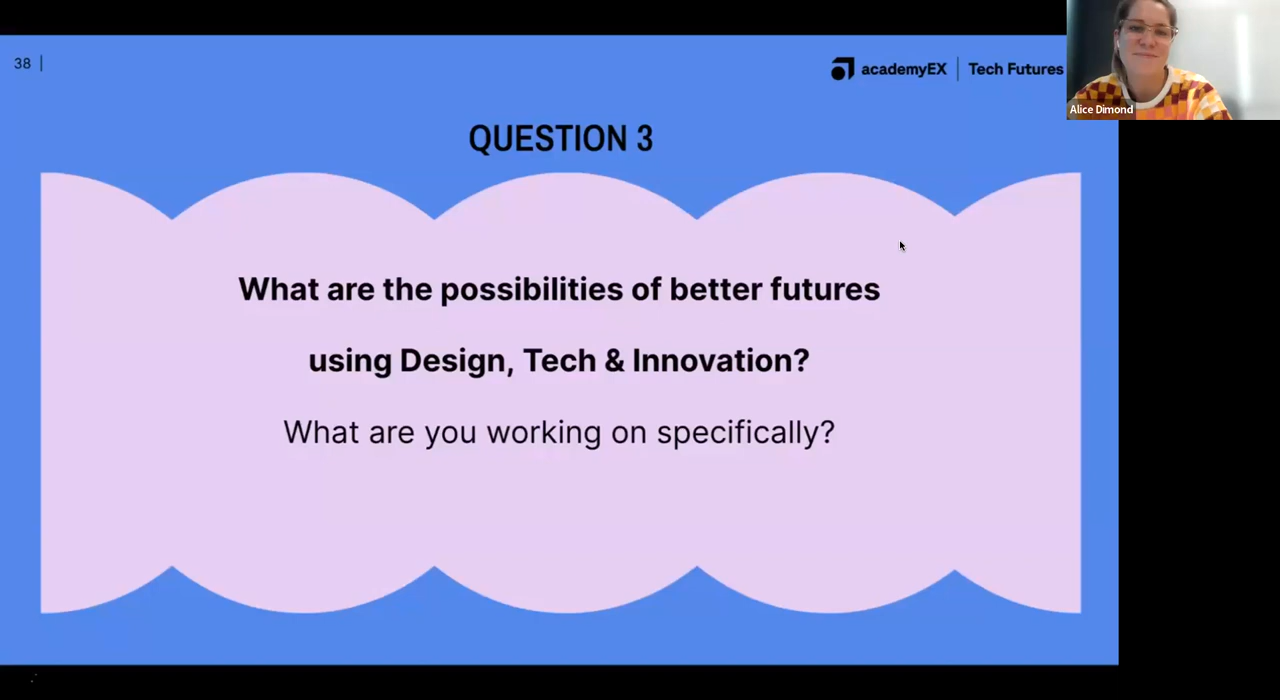 38 |
academyEX | Tech Futures
Alice Dimond
QUESTION 3
What are the possibilities of better futures
using Design, Tech & Innovation?
What are you working on specifically?